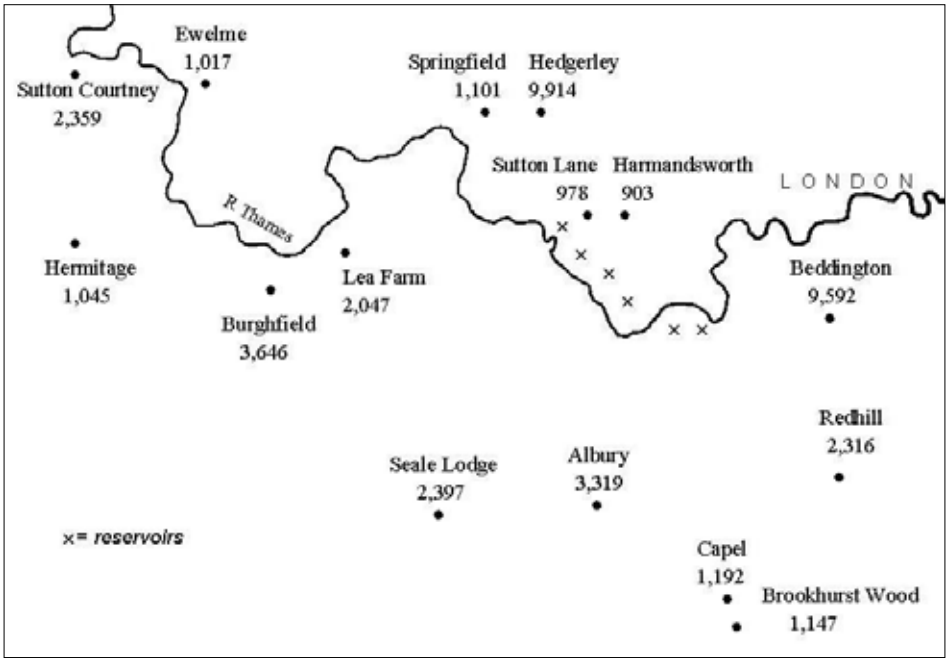 Ewelme
1,017
Springfield
1,101
Hedgerley
9,914
Sutton Courtney
2,359
Sutton Lane
978
Harmandsworth
903
LONDON
R Thames
Hermitage
1,045
Lea Farm
2,047
Beddington
9,592
Burghfield
3,646
Redhill
2,316
Seale Lodge
2,397
Albury
3,319
x= reservoirs
Capel
1,192
Brookhurst Wood
1,147